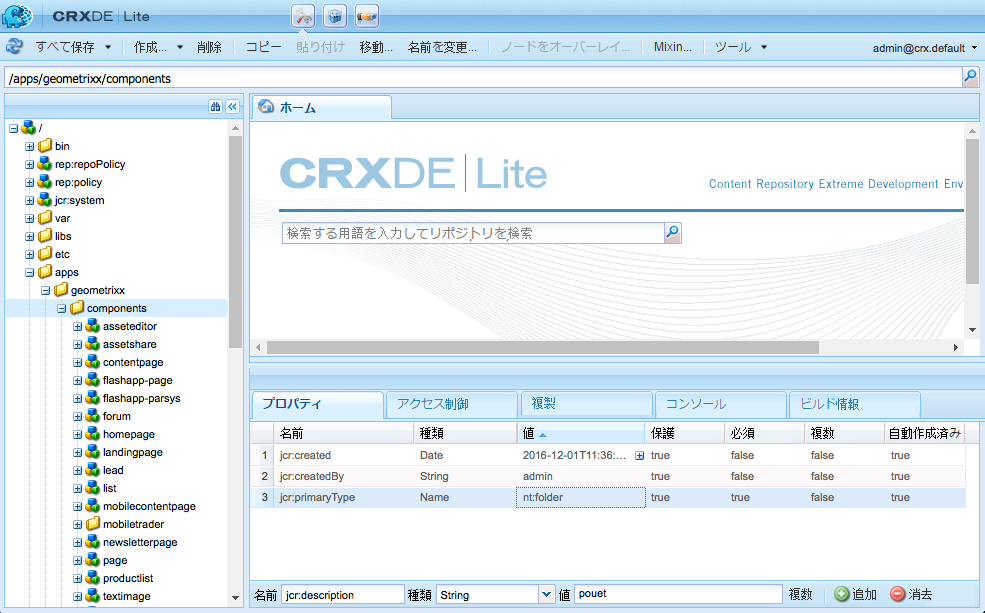 CRXDE | Lite
すべて保存 作成... 削除 コピー 貼り付け 移動... 名前を変更... ノードをオーバーレイ... Mixin... ツール admin@crx.default
/apps/geometrixx/components
ホーム
/
bin
rep:repoPolicy
rep:policy
jcr:system
var
libs
etc
apps
geometrixx
components
asseteditor
assetshare
contentpage
flashapp-page
flashapp-parsys
forum
homepage
landingpage
lead
list
mobilecontentpage
mobiletrader
newsletterpage
page
productlist
textimage
CRXDE | Lite
Content Repository Extreme Development Env
検索する用語を入力してリポジトリを検索
プロパティ アクセス制御 複製 コンソール ビルド情報
名前 種類 値 保護 必須 複数 自動作成済み
1 jcr:created Date 2016-12-01T11:36:... true false false true
2 jcr:createdBy String admin true false false true
3 jcr:primaryType Name nt:folder true true false true
名前 jcr:description 種類 String 値 pouet 複数 追加 消去